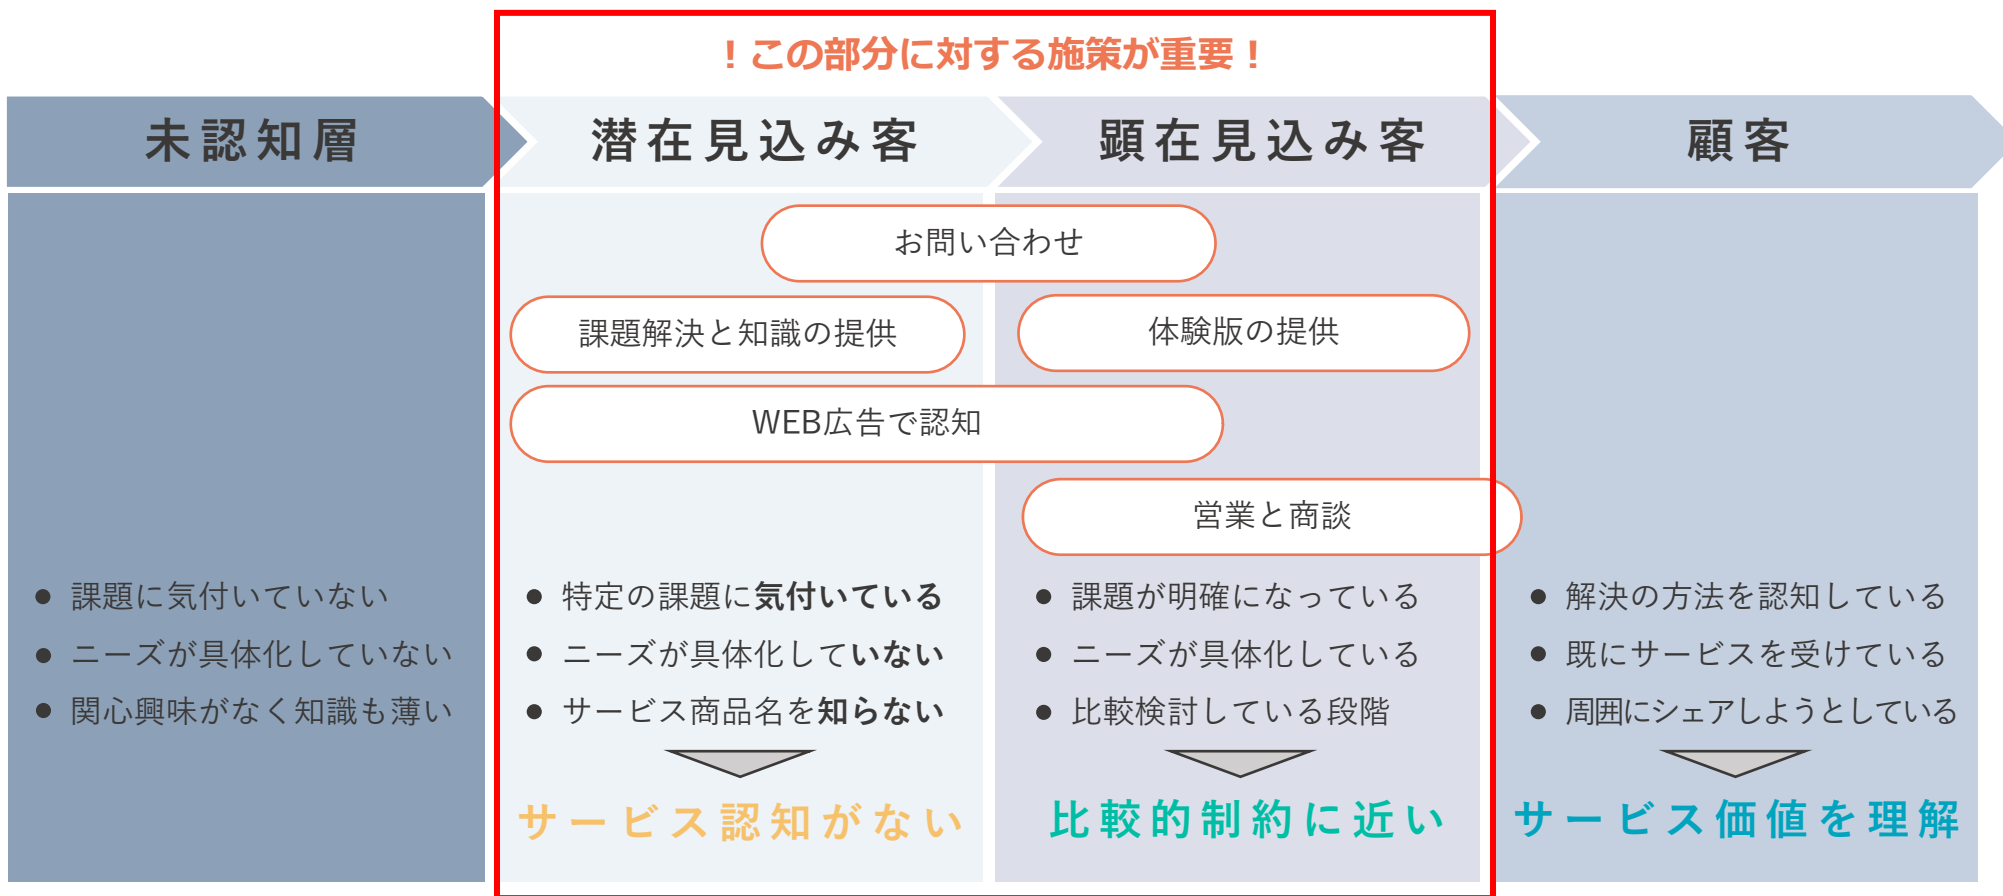 ！この部分に対する施策が重要！
未認知層
潜在見込み客
顕在見込み客
顧客
お問い合わせ
課題解決と知識の提供
体験版の提供
WEB広告で認知
営業と商談
● 課題に気付いていない
● ニーズが具体化していない
● 関心興味がなく知識も薄い
● 特定の課題に気付いている
● ニーズが具体化していない
● サービス商品名を知らない
サービス認知がない
● 課題が明確になっている
● ニーズが具体化している
● 比較検討している段階
比較的制約に近い
● 解決の方法を認知している
● 既にサービスを受けている
● 周囲にシェアしようとしている
サービス価値を理解